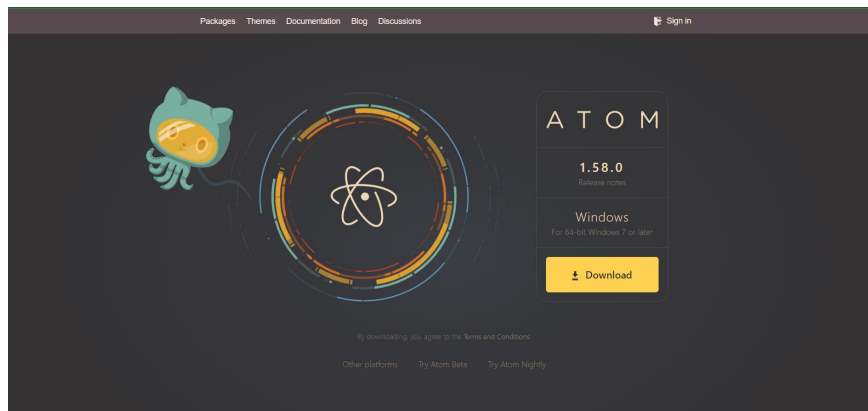 Packages Themes Documentation Blog Discussions Sign in
ATOM
1.58.0
Release notes
Windows
For 64-bit Windows 7 or later
Download
By downloading, you agree to the Terms and Conditions
Other platforms Try Atom Beta Try Atom Nightly